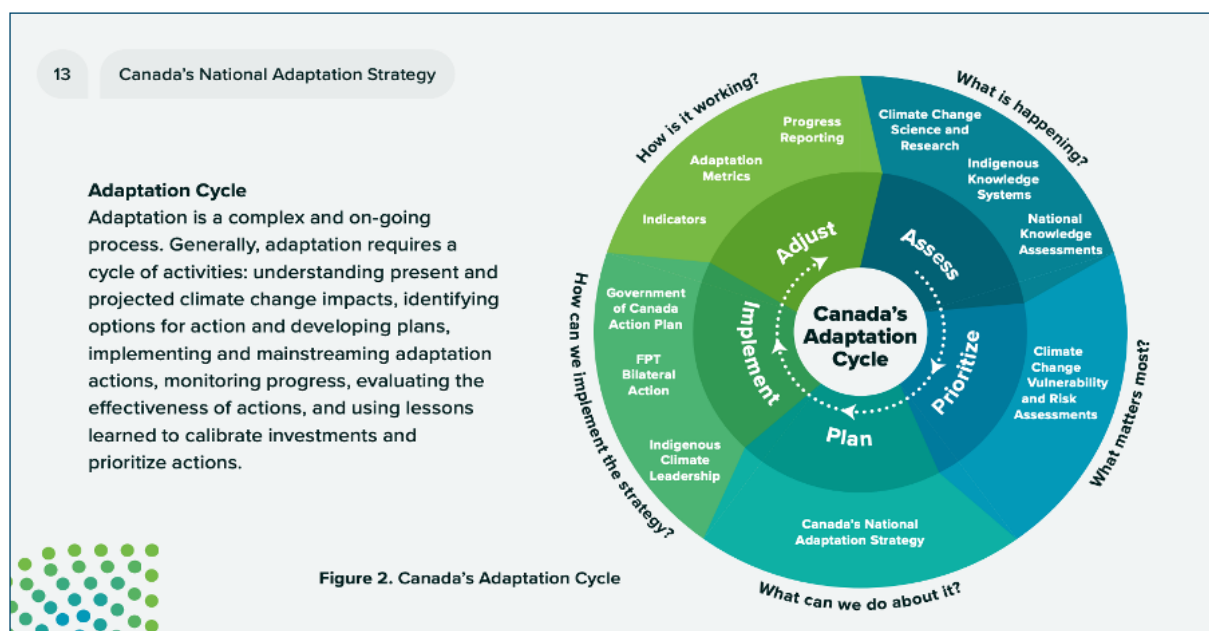 13
Canada's National Adaptation Strategy
Adaptation Cycle
Adaptation is a complex and on-going
process. Generally, adaptation requires a
cycle of activities: understanding present and
projected climate change impacts, identifying
options for action and developing plans,
implementing and mainstreaming adaptation
actions, monitoring progress, evaluating the
effectiveness of actions, and using lessons
learned to calibrate investments and
prioritize actions.
Figure 2. Canada's Adaptation Cycle
Canada's
Adaptation
Cycle
What is happening?
Climate Change
Science and
Research
Indigenous
Knowledge
Systems
National
Knowledge
Assessments
Assess
What matters most?
Climate
Change
Vulnerability
and Risk
Assessments
Prioritize
What can we do about it?
Canada's National
Adaptation Strategy
Plan
How can we implement the strategy?
Government
of Canada
Action Plan
FPT
Bilateral
Action
Indigenous
Climate
Leadership
Implement
How is it working?
Progress
Reporting
Adaptation
Metrics
Indicators
Adjust